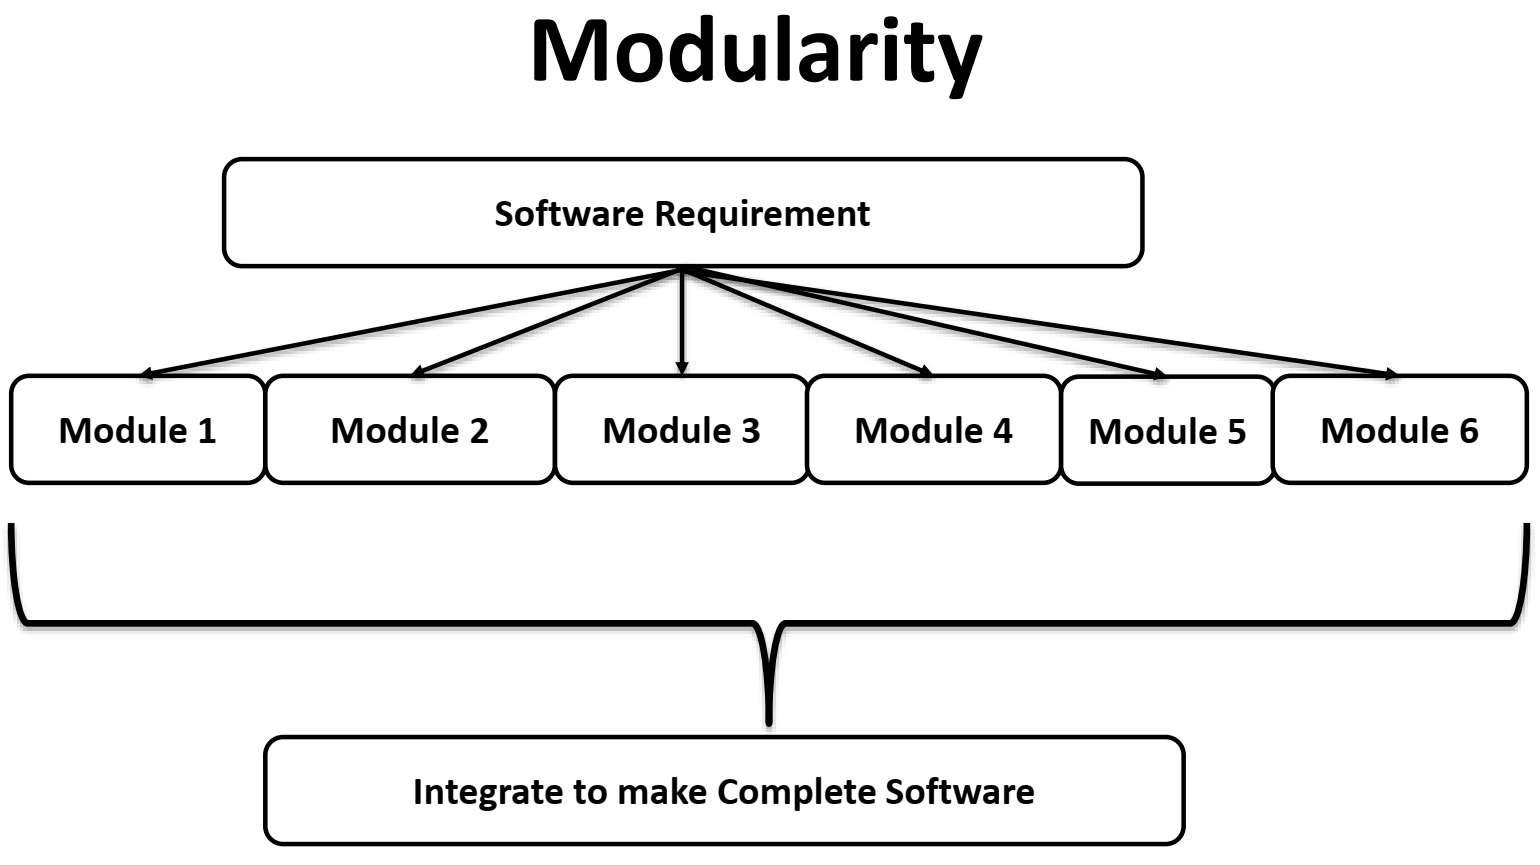 Modularity
Software Requirement
Module 1
Module 2
Module 3
Module 4
Module 5
Module 6
Integrate to make Complete Software